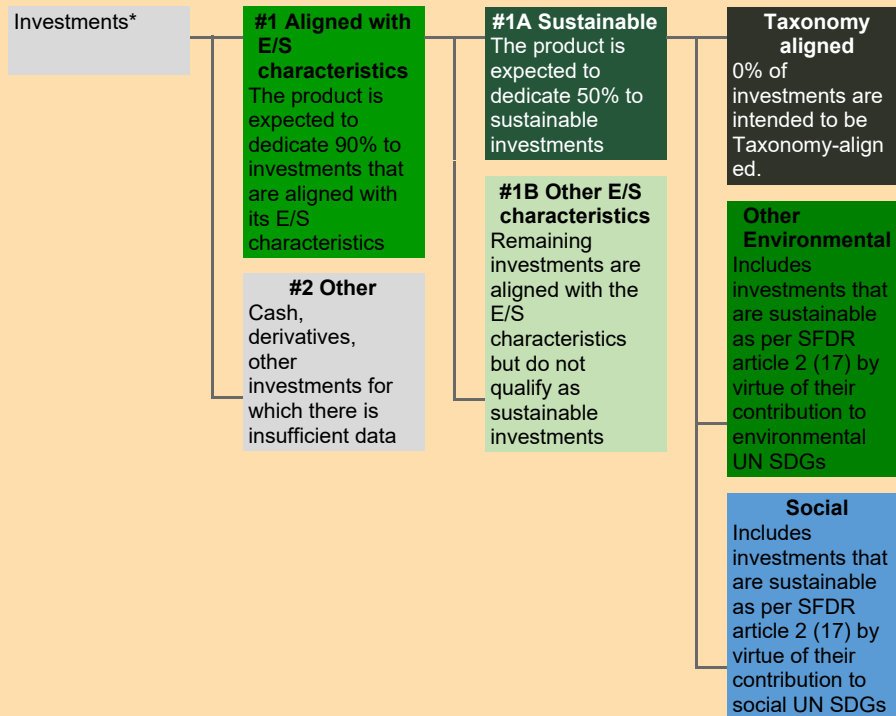 Investments*
#1 Aligned with
E/S
characteristics
The product is
expected to
dedicate 90% to
investments that
are aligned with
its E/S
characteristics
#2 Other
Cash,
derivatives,
other
investments for
which there is
insufficient data
#1A Sustainable
The product is
expected to
dedicate 50% to
sustainable
investments
#1B Other E/S
characteristics
Remaining
investments are
aligned with the
E/S
characteristics
but do not
qualify as
sustainable
investments
Taxonomy
aligned
0% of
investments are
intended to be
Taxonomy-align
ed.
Other
Environmental
Includes
investments that
are sustainable
as per SFDR
article 2 (17) by
virtue of their
contribution to
environmental
UN SDGs
Social
Includes
investments that
are sustainable
as per SFDR
article 2 (17) by
virtue of their
contribution to
social UN SDGs